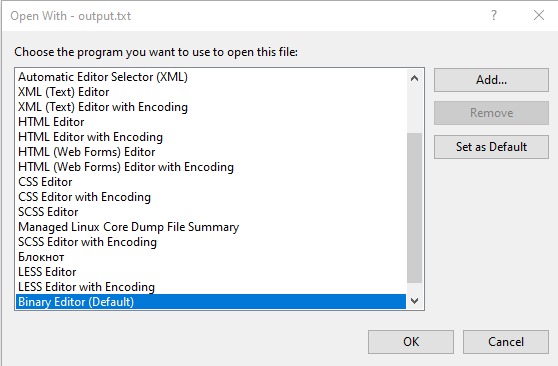 Open With - output.txt
Choose the program you want to use to open this file:
Automatic Editor Selector (XML)
XML (Text) Editor
XML (Text) Editor with Encoding
HTML Editor
HTML Editor with Encoding
HTML (Web Forms) Editor
HTML (Web Forms) Editor with Encoding
CSS Editor
CSS Editor with Encoding
SCSS Editor
Managed Linux Core Dump File Summary
SCSS Editor with Encoding
Блокнот
LESS Editor
LESS Editor with Encoding
Binary Editor (Default)
Add...
Remove
Set as Default
OK
Cancel